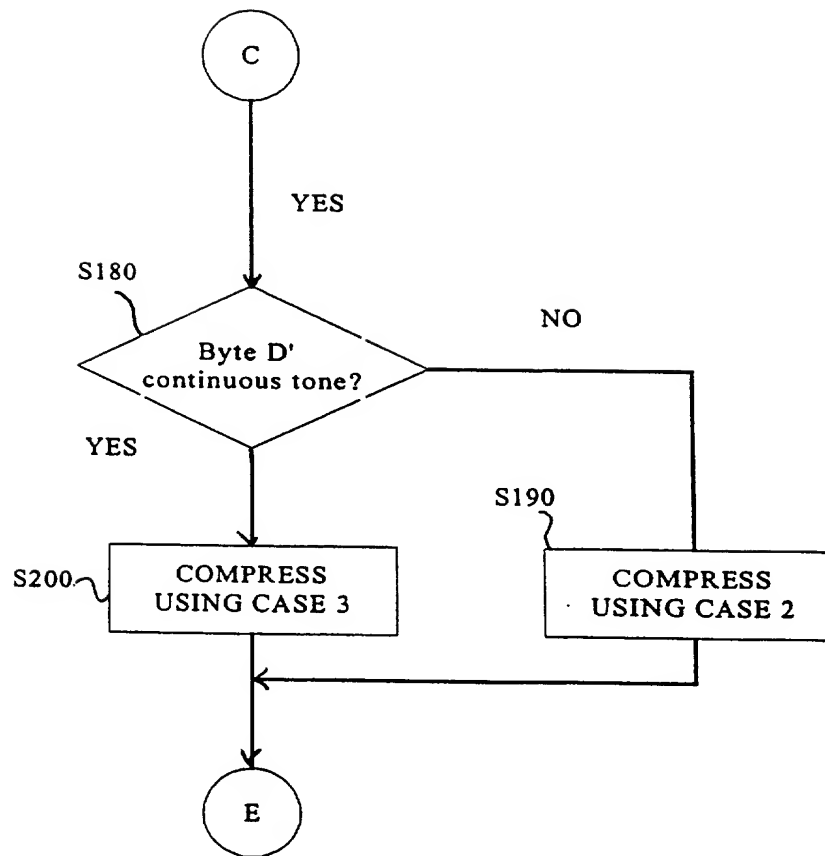 C
YES
S180
NO
Byte D'
continuous tone?
YES
S190
S200
COMPRESS
USING CASE 3
COMPRESS
USING CASE 2
E